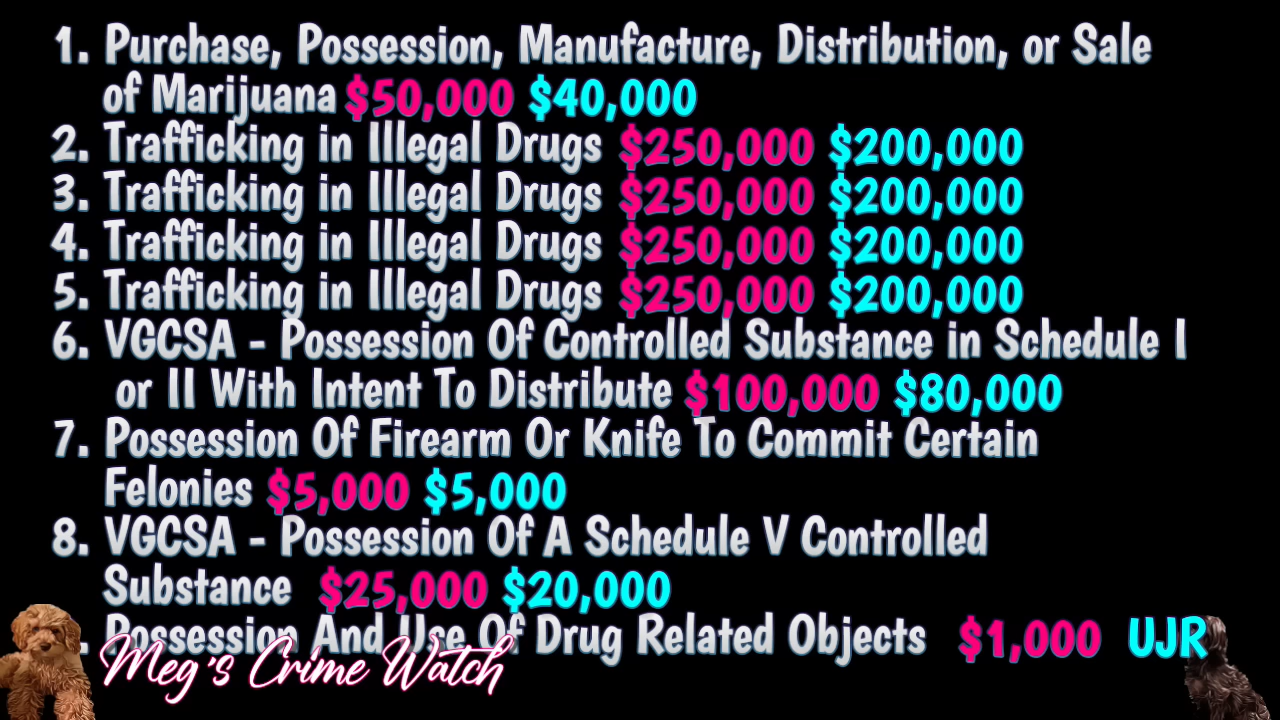 1. Purchase, Possession, Manufacture, Distribution, or Sale
of Marijuana $50,000 $40,000
2. Trafficking in Illegal Drugs $250,000 $200,000
3. Trafficking in Illegal Drugs $250,000 $200,000
4. Trafficking in Illegal Drugs $250,000 $200,000
5. Trafficking in Illegal Drugs $250,000 $200,000
6. VGCSA - Possession Of Controlled Substance in Schedule I
or II With Intent To Distribute $100,000 $80,000
7. Possession Of Firearm Or Knife To Commit Certain
Felonies $5,000 $5,000
8. VGCSA - Possession Of A Schedule V Controlled
Substance $25,000 $20,000
. Possession And Use Of Drug Related Objects $1,000 UJR
Meg's Crime Watch